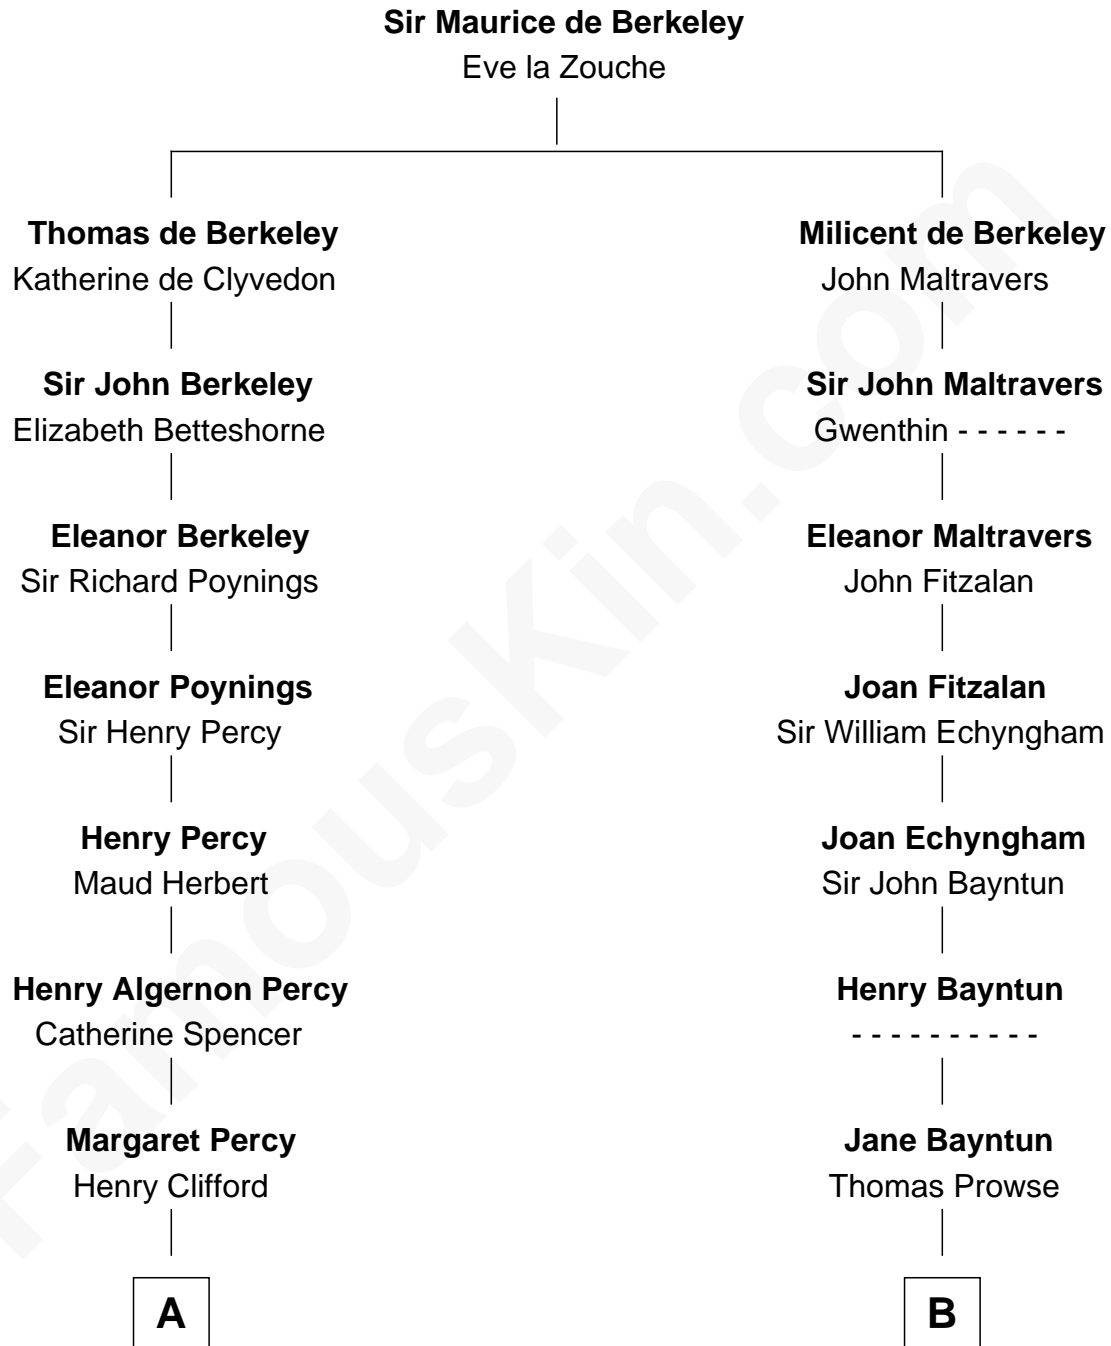 Sir Maurice de Berkeley
Eve la Zouche
Thomas de Berkeley
Katherine de Clyvedon
Milicent de Berkeley
John Maltravers
Sir John Berkeley
Elizabeth Betteshorne
Sir John Maltravers
Gwenthin - - - - - -
Eleanor Berkeley
Sir Richard Poynings
Eleanor Maltravers
John Fitzalan
Eleanor Poynings
Sir Henry Percy
Joan Fitzalan
Sir William Echyngham
Henry Percy
Maud Herbert
Joan Echyngham
Sir John Bayntun
Henry Algernon Percy
Catherine Spencer
Henry Bayntun
- - - - - - - - - -
Margaret Percy
Henry Clifford
Jane Bayntun
Thomas Prowse
A
B
FamousKin.com